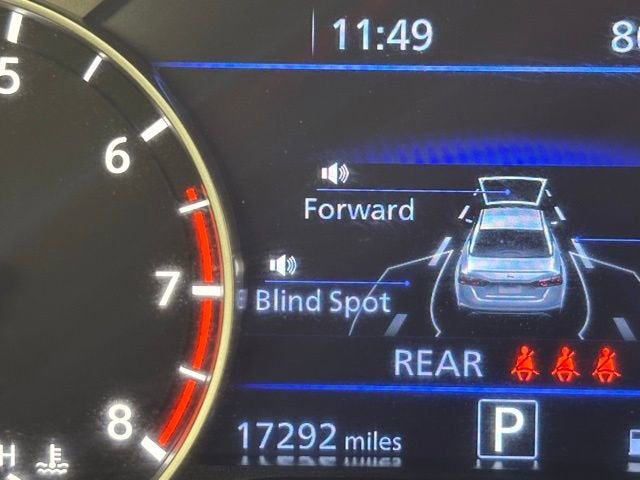 11:49
5
6
Forward
7
Blind Spot
REAR
8
17292 miles
P
H